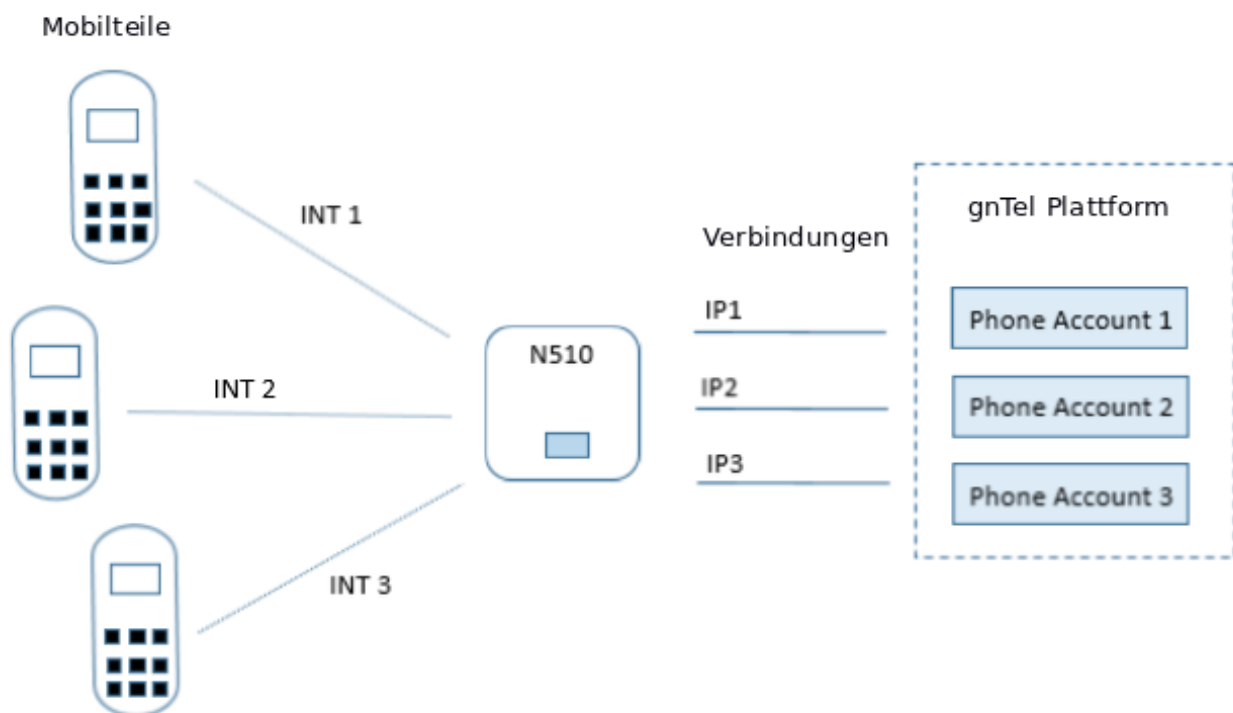 Mobilteile
INT 1
INT 2
INT 3
N510
Verbindungen
IP1
IP2
IP3
gnTel Plattform
Phone Account 1
Phone Account 2
Phone Account 3